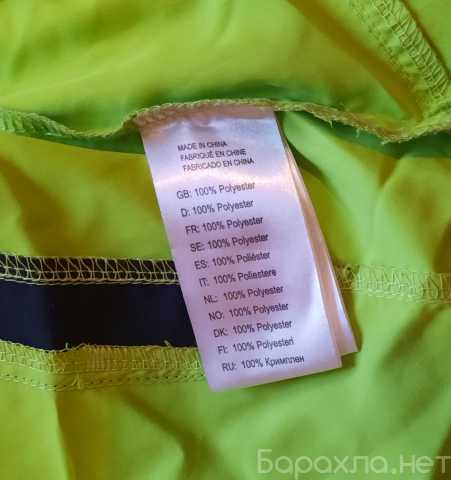 MADE IN CHINA
FABRIQUÉ EN CHINE
FABRICADO EN CHINA
GB: 100% Polyester
D: 100% Polyester
FR: 100% Polyester
SE: 100% Polyester
ES: 100% Poliéster
IT: 100% Poliestere
NL: 100% Polyester
NO: 100% Polyester
DK: 100% Polyester
FI: 100% Polyesteri
RU: 100% Кримплен
Барахла.нет